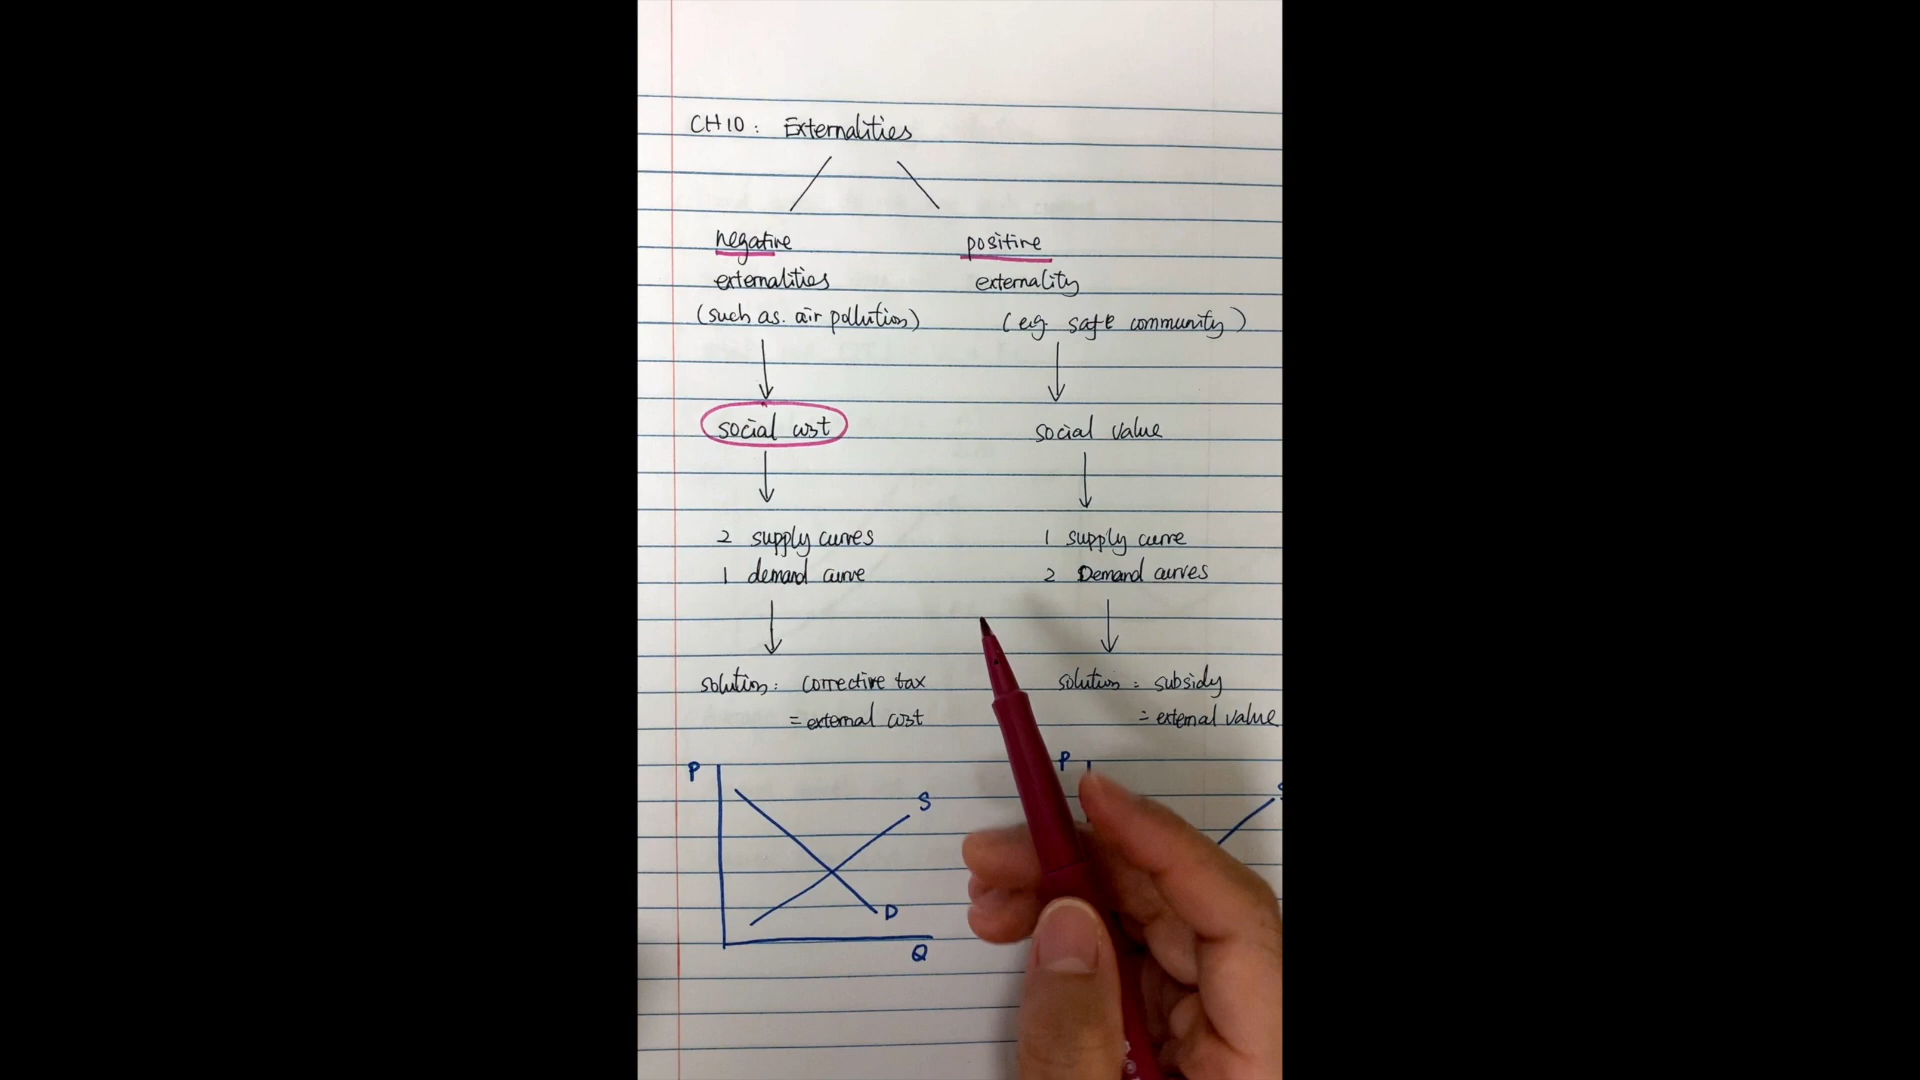 CH10: Externalities
negative
externalities
(such as. air pollution)
social cost
2 supply curves
1 demand curve
solution: corrective tax
= external cost
P
S
D
Q
positive
externality
(e.g. safe community)
social value
1 supply curve
2 Demand curves
solution: subsidy
= external value
P